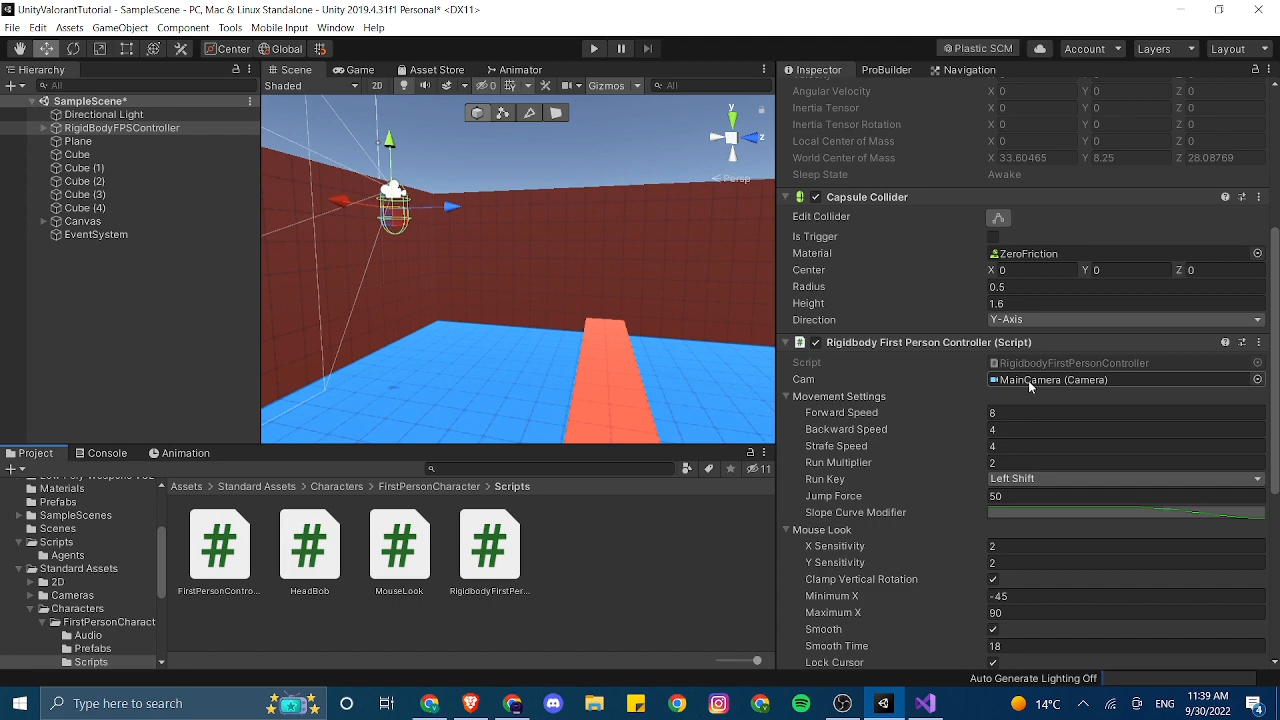 UnityValorantTutorial - SampleScene - PC, Mac & Linux Standalone - Unity 2019.4.31f1 Personal* <DX11>
File Edit Assets GameObject Component Tools Mobile Input Window Help
Center Global Plastic SCM Account Layers Layout
Hierarchy
All
SampleScene*
Directional Light
RigidBodyFPSController
Plane
Cube
Cube (1)
Cube (2)
Cube (3)
Cube (4)
Canvas
EventSystem
Scene Game Asset Store Animator
Shaded 2D 0 Gizmos All
y
z
< Persp
Inspector ProBuilder Navigation
Angular Velocity X 0 Y 0 Z 0
Inertia Tensor X 0 Y 0 Z 0
Inertia Tensor Rotation X 0 Y 0 Z 0
Local Center of Mass X 0 Y 0 Z 0
World Center of Mass X 33.60465 Y 8.25 Z 28.08769
Sleep State Awake
Capsule Collider
Edit Collider
Is Trigger
Material ZeroFriction
Center X 0 Y 0 Z 0
Radius 0.5
Height 1.6
Direction Y-Axis
# Rigidbody First Person Controller (Script)
Script RigidbodyFirstPersonController
Cam MainCamera (Camera)
Movement Settings
Forward Speed 8
Backward Speed 4
Strafe Speed 4
Run Multiplier 2
Run Key Left Shift
Jump Force 50
Slope Curve Modifier
Mouse Look
X Sensitivity 2
Y Sensitivity 2
Clamp Vertical Rotation
Minimum X -45
Maximum X 90
Smooth
Smooth Time 18
Lock Cursor
Project Console Animation
11
Materials
Prefabs
SampleScenes
Scenes
Scripts
Agents
Standard Assets
2D
Cameras
Characters
FirstPersonCharact
Audio
Prefabs
Scripts
Assets > Standard Assets > Characters > FirstPersonCharacter > Scripts
# # # #
FirstPersonContro... HeadBob MouseLook RigidbodyFirstPer...
Auto Generate Lighting Off
Type here to search
14°C ENG 11:39 AM
9/30/2022
4